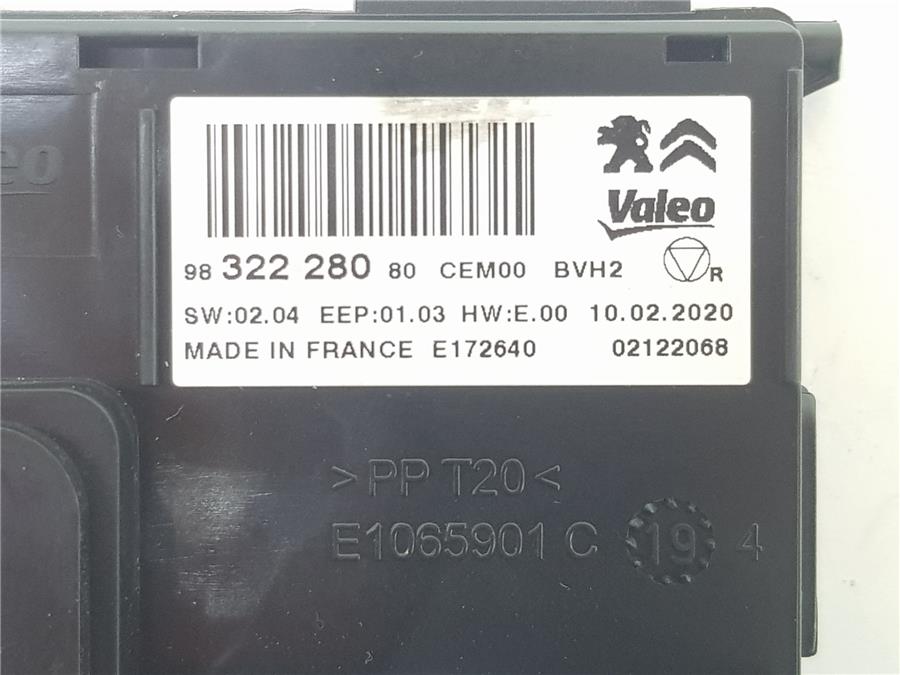 Valeo
98 322 280 80 CEM00 BVH2 R
SW:02.04 EEP:01.03 HW:E.00 10.02.2020
MADE IN FRANCE E172640 02122068
>PP T20<
E1065901 C 19 4